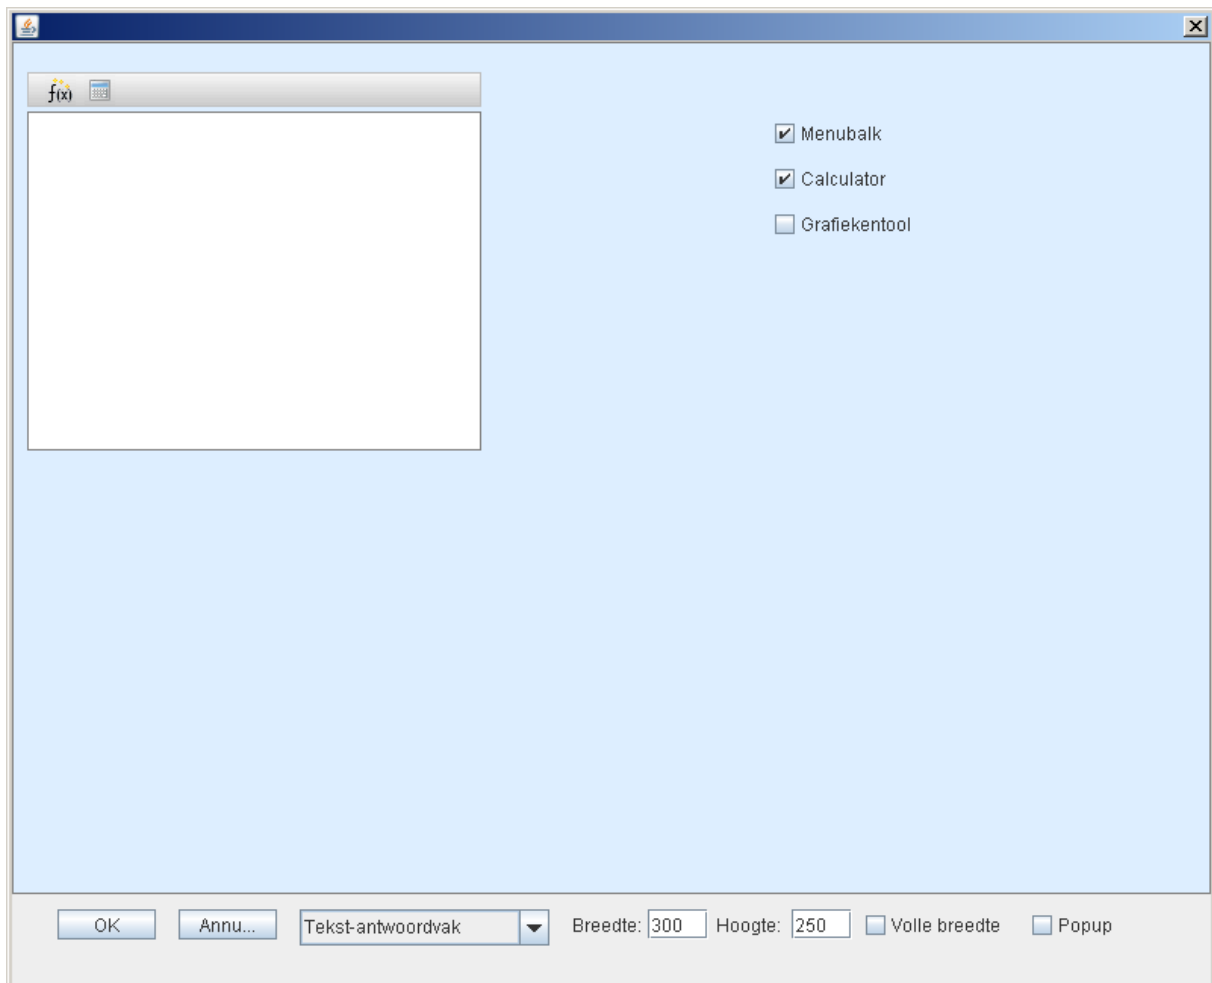 f(x)
Menubalk
Calculator
Grafiekentool
OK Annu... Tekst-antwoordvak Breedte: 300 Hoogte: 250 Volle breedte Popup